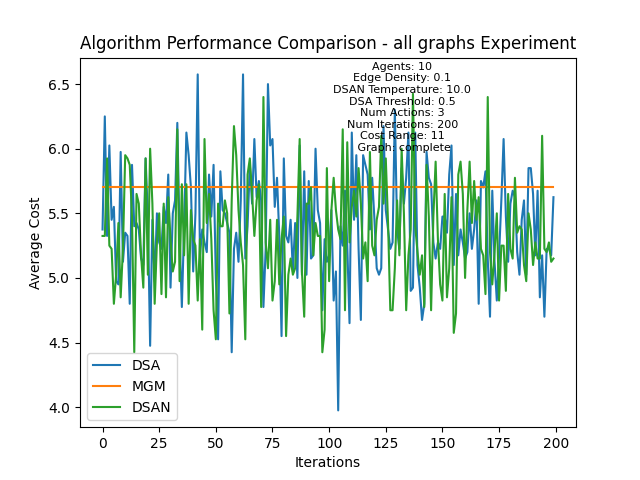 Algorithm Performance Comparison - all graphs Experiment
Agents: 10
Edge Density: 0.1
DSAN Temperature: 10.0
DSA Threshold: 0.5
Num Actions: 3
Num Iterations: 200
Cost Range: 11
Graph: complete
6.5
6.0
5.5
5.0
4.5
4.0
Average Cost
DSA
MGM
DSAN
0
25
50
75
100
125
150
175
200
Iterations